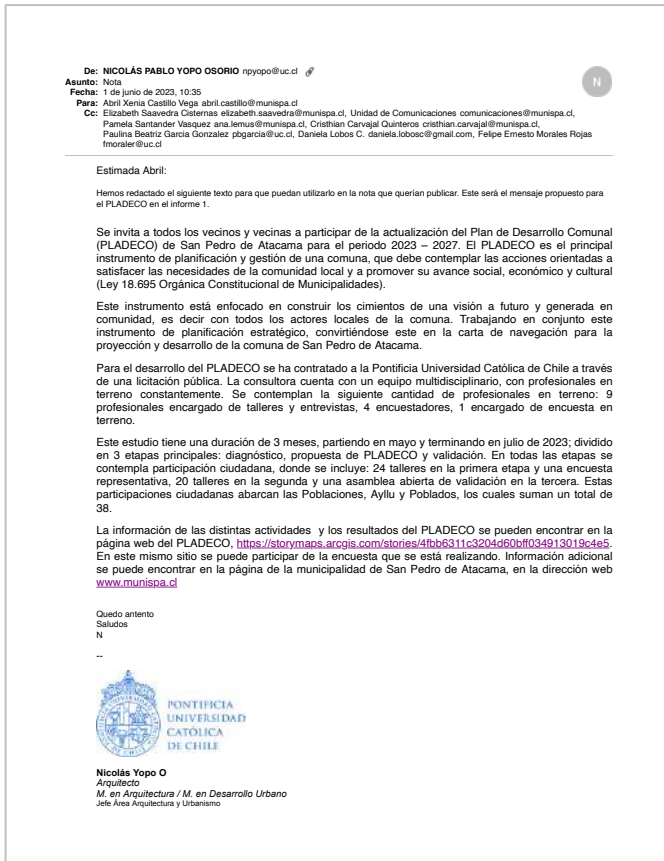 De: NICOLÁS PABLO YOPO OSORIO npyopo@uc.cl
Asunto: Nota
Fecha: 1 de junio de 2023, 10:35
Para: Abril Xenia Castillo Vega abril.castillo@munispa.cl
Cc: Elizabeth Saavedra Cisternas elizabeth.saavedra@munispa.cl, Unidad de Comunicaciones comunicaciones@munispa.cl,
Pamela Santander Vasquez ana.lemus@munispa.cl, Cristhian Carvajal Quinteros cristhian.carvajal@munispa.cl,
Paulina Beatriz Garcia Gonzalez pbgarcia@uc.cl, Daniela Lobos C. daniela.lobosc@gmail.com, Felipe Ernesto Morales Rojas
fmoraler@uc.cl
N
Estimada Abril:
Hemos redactado el siguiente texto para que puedan utilizarlo en la nota que querían publicar. Este será el mensaje propuesto para
el PLADECO en el informe 1.
Se invita a todos los vecinos y vecinas a participar de la actualización del Plan de Desarrollo Comunal
(PLADECO) de San Pedro de Atacama para el periodo 2023 – 2027. El PLADECO es el principal
instrumento de planificación y gestión de una comuna, que debe contemplar las acciones orientadas a
satisfacer las necesidades de la comunidad local y a promover su avance social, económico y cultural
(Ley 18.695 Orgánica Constitucional de Municipalidades).
Este instrumento está enfocado en construir los cimientos de una visión a futuro y generada en
comunidad, es decir con todos los actores locales de la comuna. Trabajando en conjunto este
instrumento de planificación estratégico, convirtiéndose este en la carta de navegación para la
proyección y desarrollo de la comuna de San Pedro de Atacama.
Para el desarrollo del PLADECO se ha contratado a la Pontificia Universidad Católica de Chile a través
de una licitación pública. La consultora cuenta con un equipo multidisciplinario, con profesionales en
terreno constantemente. Se contemplan la siguiente cantidad de profesionales en terreno: 9
profesionales encargado de talleres y entrevistas, 4 encuestadores, 1 encargado de encuesta en
terreno.
Este estudio tiene una duración de 3 meses, partiendo en mayo y terminando en julio de 2023; dividido
en 3 etapas principales: diagnóstico, propuesta de PLADECO y validación. En todas las etapas se
contempla participación ciudadana, donde se incluye: 24 talleres en la primera etapa y una encuesta
representativa, 20 talleres en la segunda y una asamblea abierta de validación en la tercera. Estas
participaciones ciudadanas abarcan las Poblaciones, Ayllu y Poblados, los cuales suman un total de
38.
La información de las distintas actividades y los resultados del PLADECO se pueden encontrar en la
página web del PLADECO, https://storymaps.arcgis.com/stories/4fbb6311c3204d60bff034913019c4e5.
En este mismo sitio se puede participar de la encuesta que se está realizando. Información adicional
se puede encontrar en la página de la municipalidad de San Pedro de Atacama, en la dirección web
www.munispa.cl
Quedo antento
Saludos
N
--
PONTIFICIA
UNIVERSIDAD
CATÓLICA
DE CHILE
Nicolás Yopo O
Arquitecto
M. en Arquitectura / M. en Desarrollo Urbano
Jefe Área Arquitectura y Urbanismo